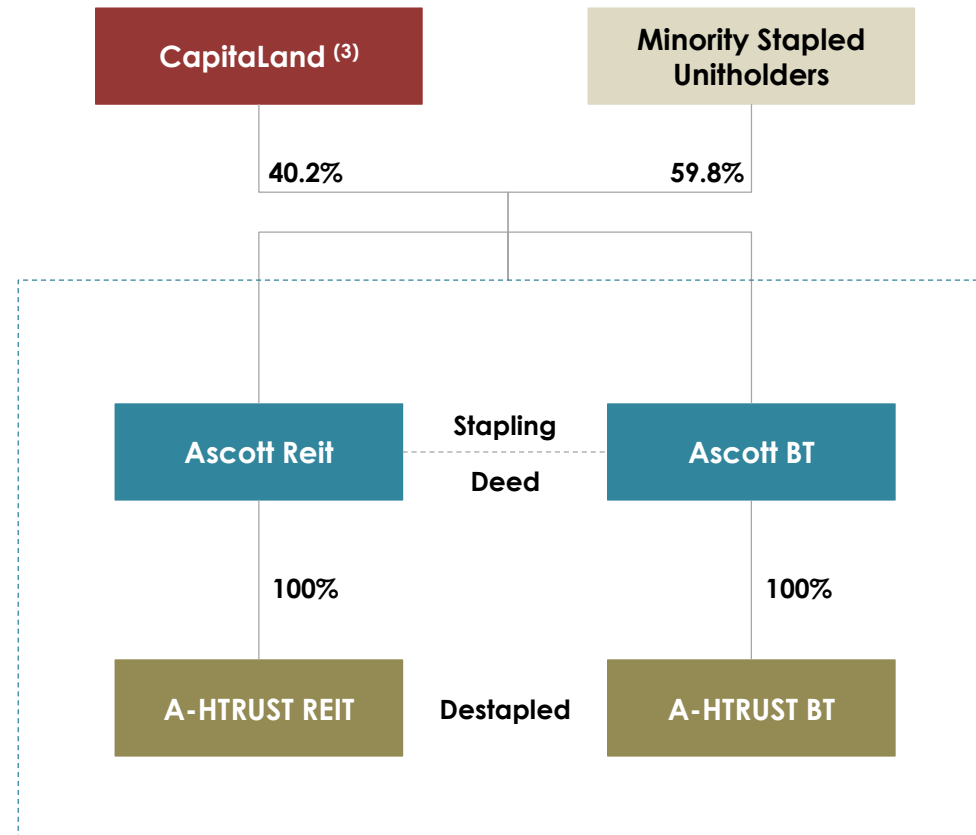 CapitaLand (3)
Minority Stapled
Unitholders
40.2%
59.8%
Ascott Reit
Stapling
Deed
Ascott BT
100%
100%
A-HTRUST REIT
Destapled
A-HTRUST BT